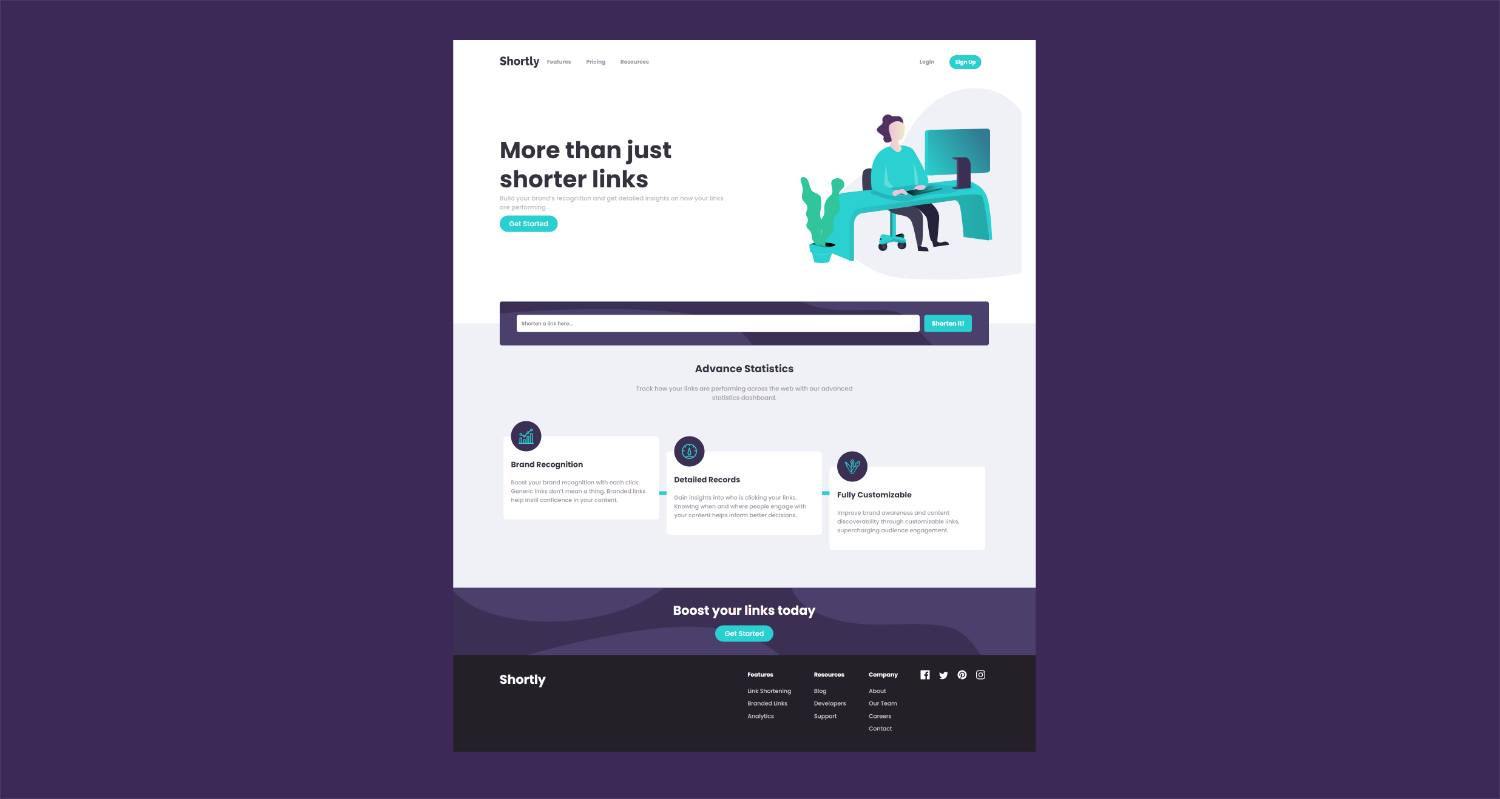 Shortly Features Pricing Resources Login Sign Up
More than just
shorter links
Build your brand's recognition and get detailed insights on how your links
are performing.
Get Started
Shorten a link here...
Shorten it!
Advance Statistics
Track how your links are performing across the web with our advanced
statistics dashboard.
Brand Recognition
Boost your brand recognition with each click.
Generic links don't mean a thing. Branded links
help instil confidence in your content.
Detailed Records
Gain insights into who is clicking your links.
Knowing when and where people engage with
your content helps inform better decisions.
Fully Customizable
Improve brand awareness and content
discoverability through customizable links,
supercharging audience engagement.
Boost your links today
Get Started
Shortly
Features
Link Shortening
Branded Links
Analytics
Resources
Blog
Developers
Support
Company
About
Our Team
Careers
Contact